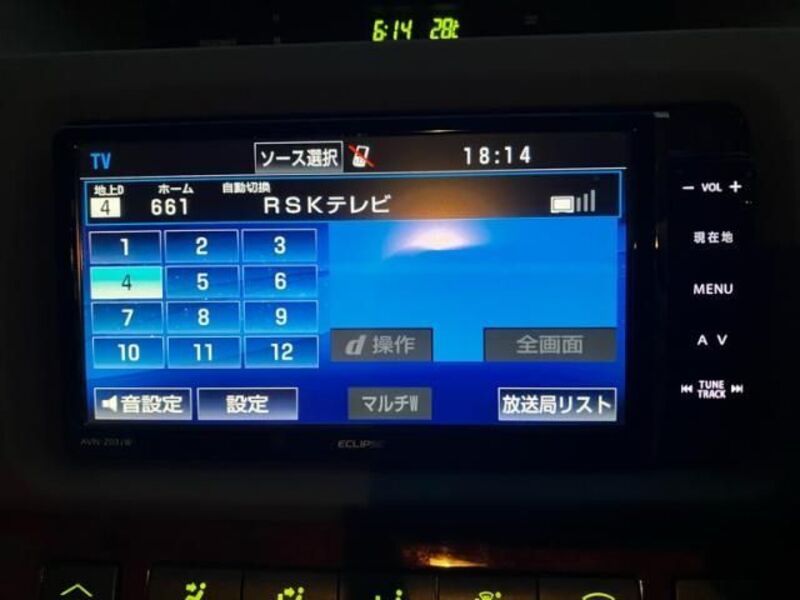 6:14 28℃
TV ソース選択 18:14
地上D ホーム 自動切換
4 661 RSKテレビ
1 2 3
4 5 6
7 8 9
10 11 12
d 操作 全画面
音設定 設定 マルチW 放送局リスト
ECLIPSE
− VOL +
現在地
MENU
A V
TUNE
TRACK